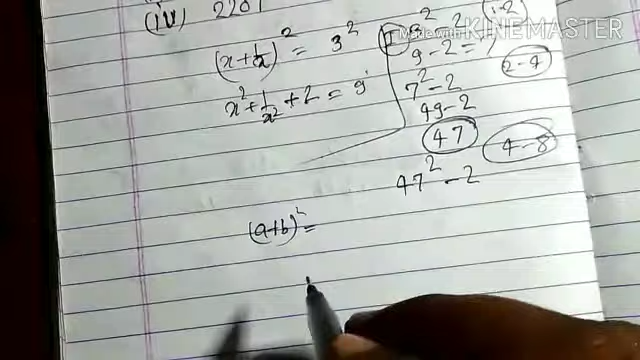 (iv) 2207
(x+1/x)² = 3²
x² + 1/x² + 2 = 9
3² - 2
9 - 2 = 7
7² - 2
49 - 2
47
47² - 2
1-2
2-4
4-8
(a+b)² =
Made with KINEMASTER